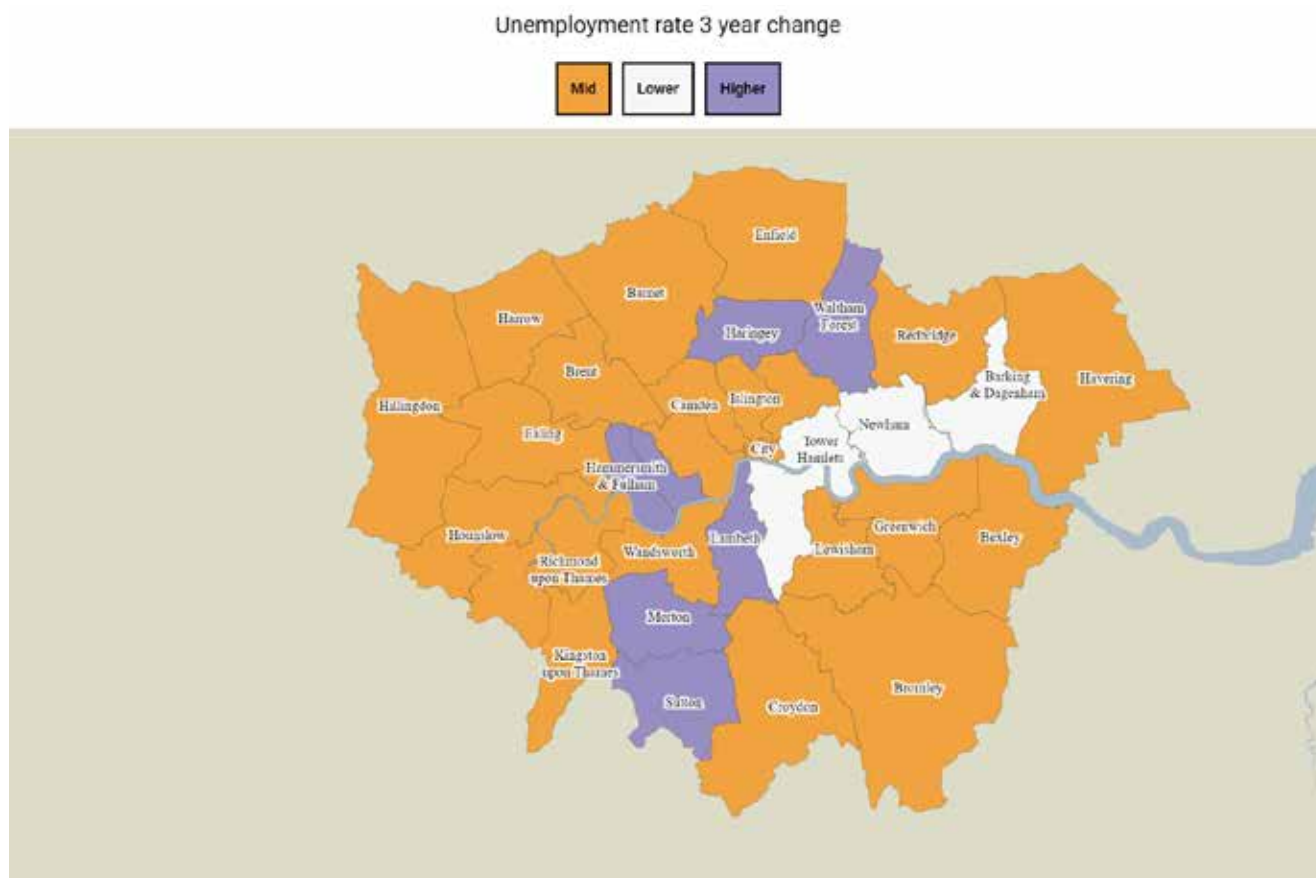 Unemployment rate 3 year change
Mid
Lower
Higher
Enfield
Barnet
Harrow
Haringey
Waltham
Forest
Redbridge
Havering
Barking
& Dagenham
Brent
Camden
Islington
Hillingdon
Ealing
Newham
City
Tower
Hamlets
Hammersmith
& Fulham
Hounslow
Greenwich
Bexley
Lambeth
Wandsworth
Lewisham
Richmond
upon Thames
Merton
Kingston
upon Thames
Sutton
Croydon
Bromley